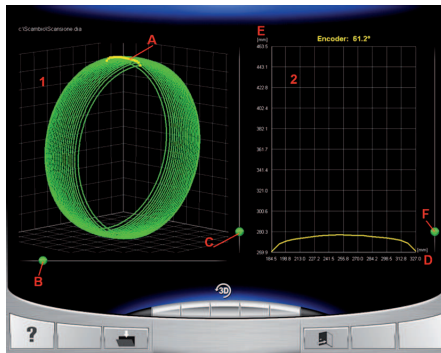 c:\Scambio\Scansione dia
A
E
[mm]
Encoder: 61.2°
1
2
463.5
443.1
422.8
402.4
382.1
361.7
341.4
321.0
300.6
280.3
259.9
F
C
B
[mm]
184.5 198.8 213.0 227.2 241.5 255.8 270.0 284.2 298.5 312.8 327.0
D
3D
?